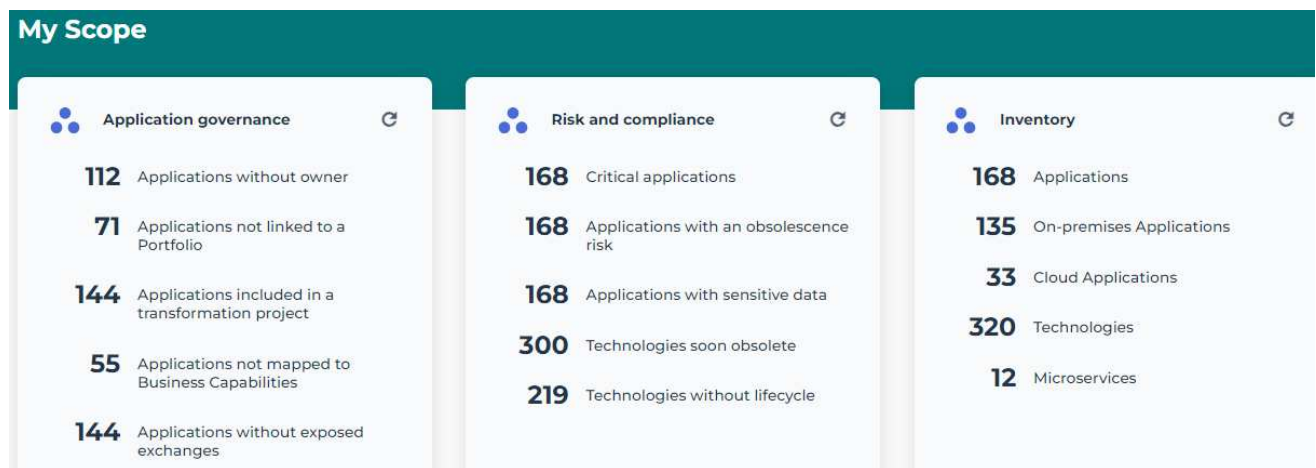 My Scope
Application governance
112 Applications without owner
71 Applications not linked to a
Portfolio
144 Applications included in a
transformation project
55 Applications not mapped to
Business Capabilities
144 Applications without exposed
exchanges
Risk and compliance
168 Critical applications
168 Applications with an obsolescence
risk
168 Applications with sensitive data
300 Technologies soon obsolete
219 Technologies without lifecycle
Inventory
168 Applications
135 On-premises Applications
33 Cloud Applications
320 Technologies
12 Microservices